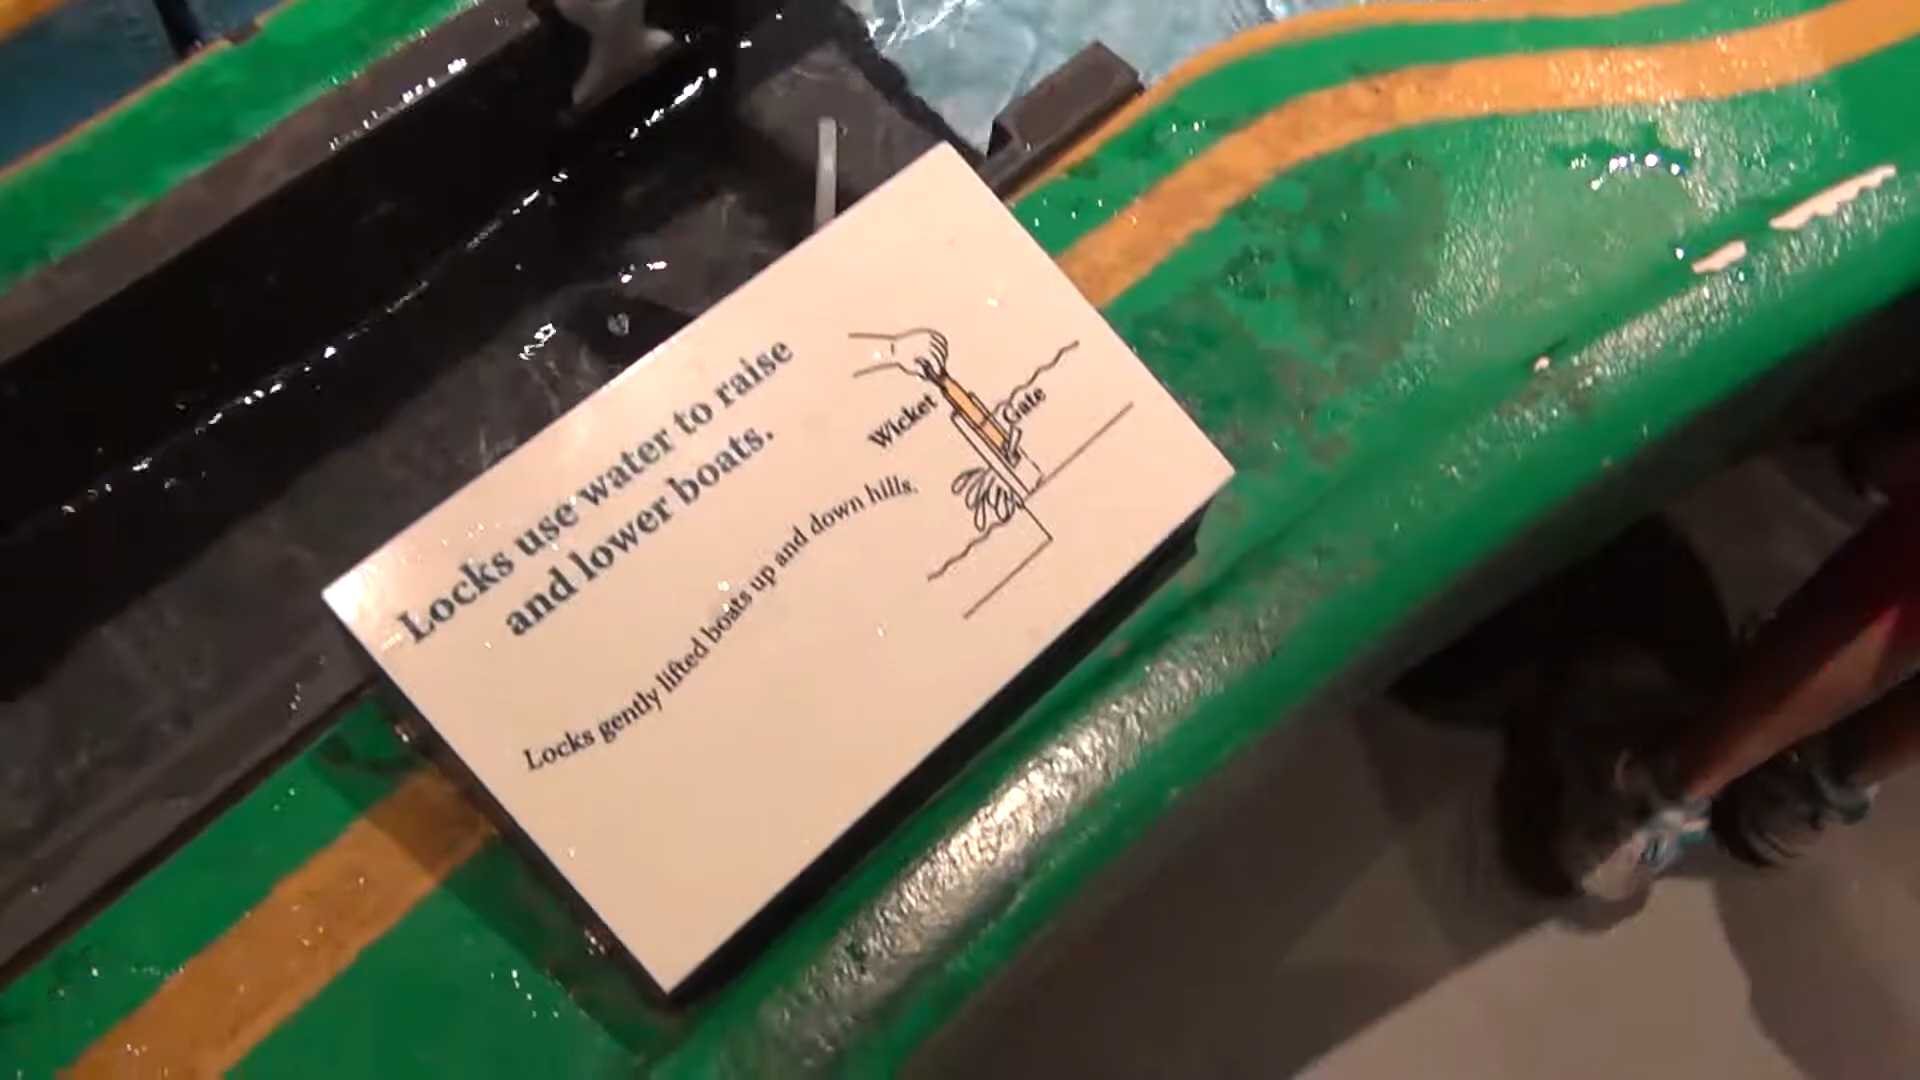 Locks use water to raise
and lower boats.
Locks gently lifted boats up and down hills.
Wicket
Gate